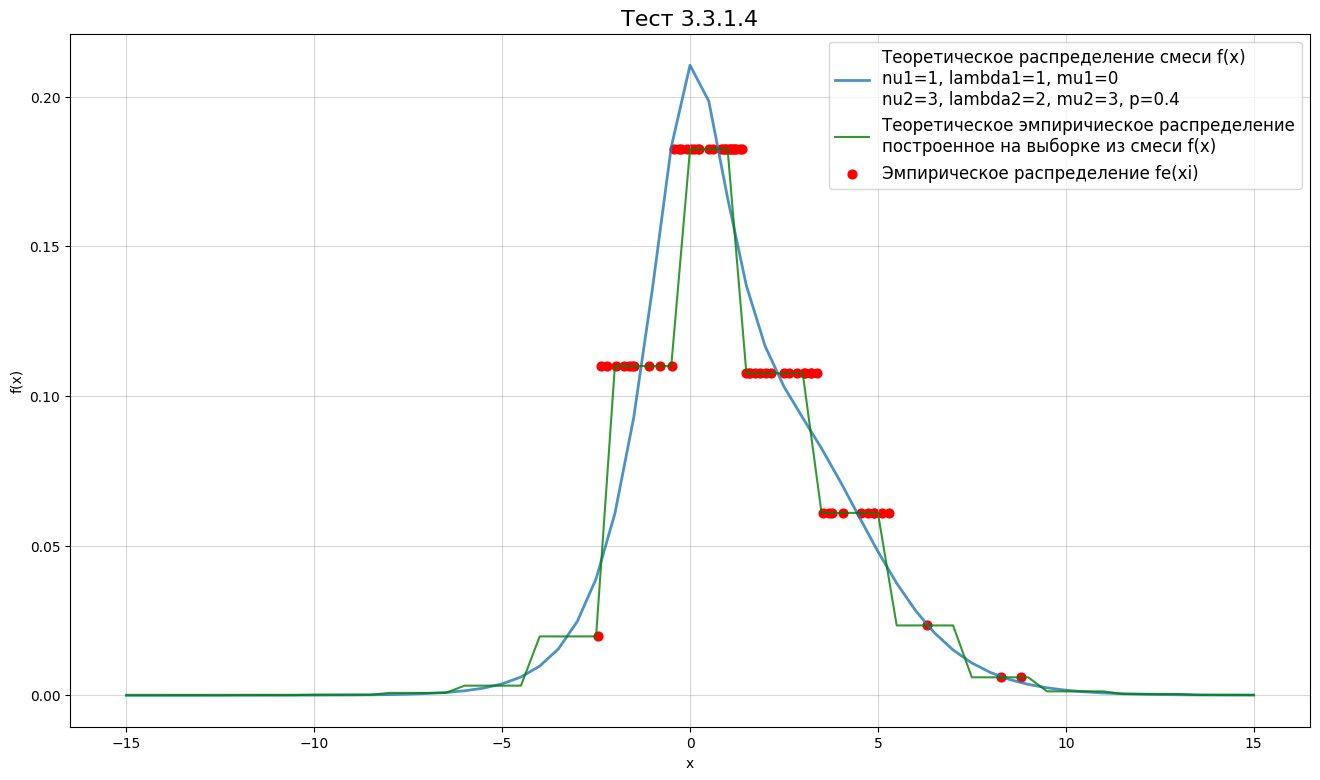 Тест 3.3.1.4
Теоретическое распределение смеси f(x)
nu1=1, lambda1=1, mu1=0
nu2=3, lambda2=2, mu2=3, p=0.4
Теоретическое эмпиричиеское распределение
построенное на выборке из смеси f(x)
Эмпирическое распределение fe(xi)
f(x)
0.20
0.15
0.10
0.05
0.00
−15
−10
−5
0
5
10
15
x